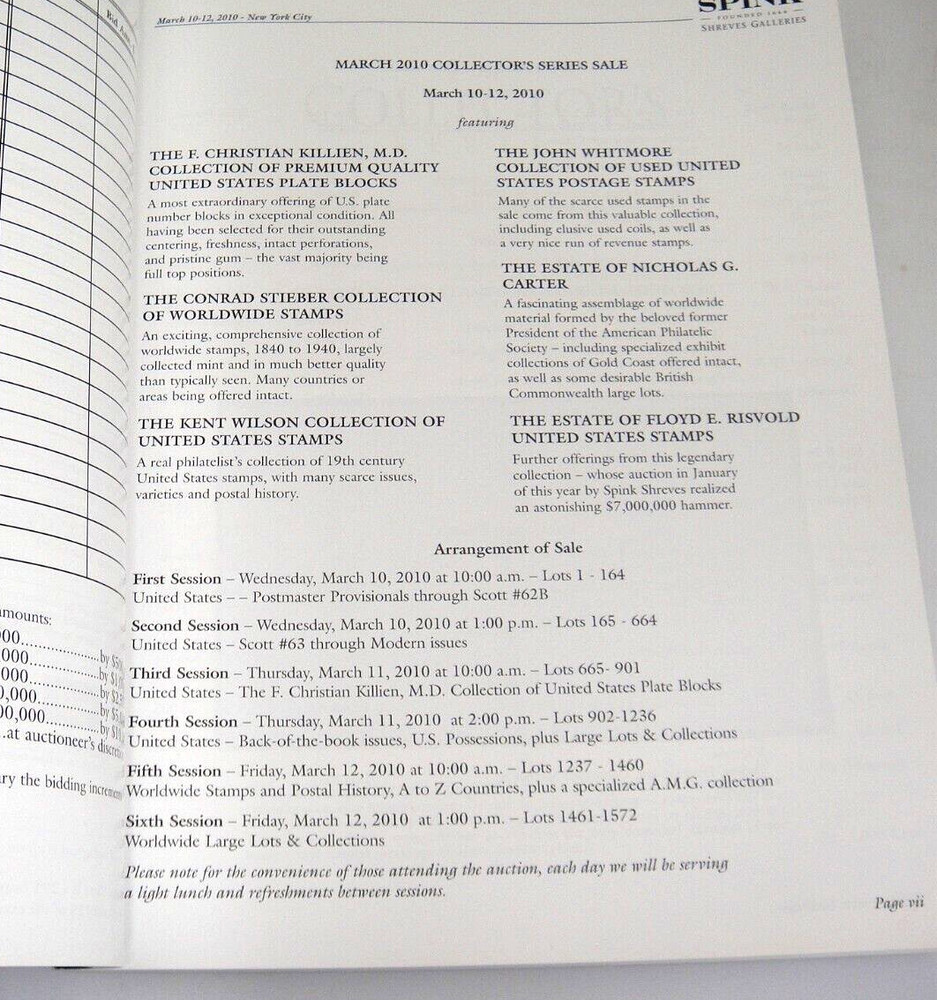 Bid Am
March 10-12, 2010 - New York City
SPINK
FOUNDED 1666
SHREVES GALLERIES
MARCH 2010 COLLECTOR'S SERIES SALE
March 10-12, 2010
featuring
THE F. CHRISTIAN KILLIEN, M.D.
COLLECTION OF PREMIUM QUALITY
UNITED STATES PLATE BLOCKS
A most extraordinary offering of U.S. plate
number blocks in exceptional condition. All
having been selected for their outstanding
centering, freshness, intact perforations,
and pristine gum – the vast majority being
full top positions.
THE CONRAD STIEBER COLLECTION
OF WORLDWIDE STAMPS
An exciting, comprehensive collection of
worldwide stamps, 1840 to 1940, largely
collected mint and in much better quality
than typically seen. Many countries or
areas being offered intact.
THE KENT WILSON COLLECTION OF
UNITED STATES STAMPS
A real philatelist's collection of 19th century
United States stamps, with many scarce issues,
varieties and postal history.
THE JOHN WHITMORE
COLLECTION OF USED UNITED
STATES POSTAGE STAMPS
Many of the scarce used stamps in the
sale come from this valuable collection,
including elusive used coils, as well as
a very nice run of revenue stamps.
THE ESTATE OF NICHOLAS G.
CARTER
A fascinating assemblage of worldwide
material formed by the beloved former
President of the American Philatelic
Society – including specialized exhibit
collections of Gold Coast offered intact,
as well as some desirable British
Commonwealth large lots.
THE ESTATE OF FLOYD E. RISVOLD
UNITED STATES STAMPS
Further offerings from this legendary
collection – whose auction in January
of this year by Spink Shreves realized
an astonishing $7,000,000 hammer.
Arrangement of Sale
First Session – Wednesday, March 10, 2010 at 10:00 a.m. – Lots 1 - 164
United States – – Postmaster Provisionals through Scott #62B
Second Session – Wednesday, March 10, 2010 at 1:00 p.m. – Lots 165 - 664
United States – Scott #63 through Modern issues
Third Session – Thursday, March 11, 2010 at 10:00 a.m. – Lots 665- 901
United States – The F. Christian Killien, M.D. Collection of United States Plate Blocks
Fourth Session – Thursday, March 11, 2010 at 2:00 p.m. – Lots 902-1236
United States – Back-of-the-book issues, U.S. Possessions, plus Large Lots & Collections
Fifth Session – Friday, March 12, 2010 at 10:00 a.m. – Lots 1237 - 1460
Worldwide Stamps and Postal History, A to Z Countries, plus a specialized A.M.G. collection
Sixth Session – Friday, March 12, 2010 at 1:00 p.m. – Lots 1461-1572
Worldwide Large Lots & Collections
Please note for the convenience of those attending the auction, each day we will be serving
a light lunch and refreshments between sessions.
Page vii
mounts:
00..................by
000..................by
000..................by
0,000..................by
00,000..................by
..at auctioneer's
ry the bidding